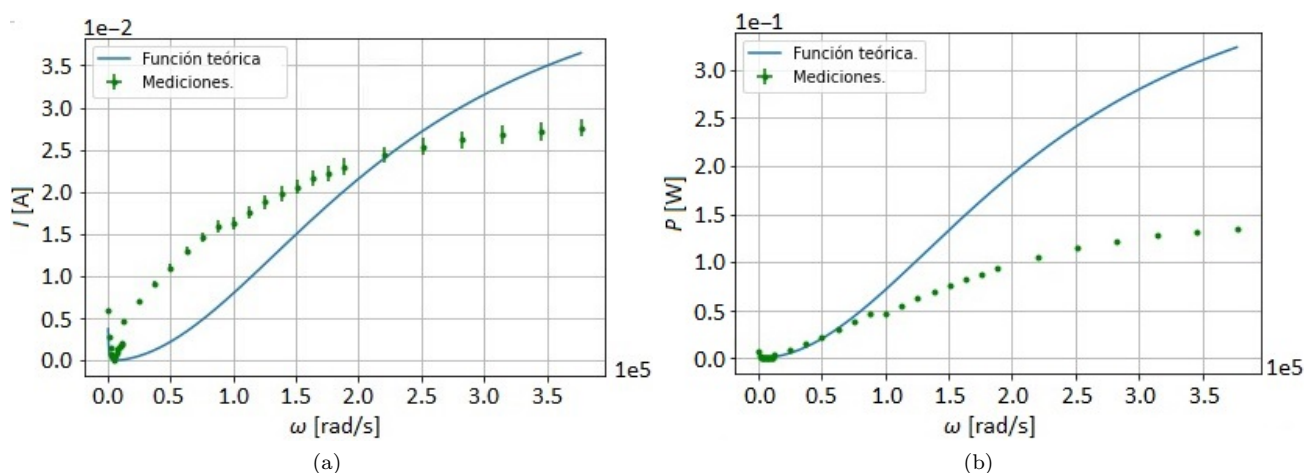 1e−2
Función teórica
Mediciones.
3.5
3.0
2.5
2.0
1.5
1.0
0.5
0.0
I [A]
0.0 0.5 1.0 1.5 2.0 2.5 3.0 3.5
1e5
ω [rad/s]
(a)
1e−1
Función teórica.
Mediciones.
3.0
2.5
2.0
1.5
1.0
0.5
0.0
P [W]
0.0 0.5 1.0 1.5 2.0 2.5 3.0 3.5
1e5
ω [rad/s]
(b)